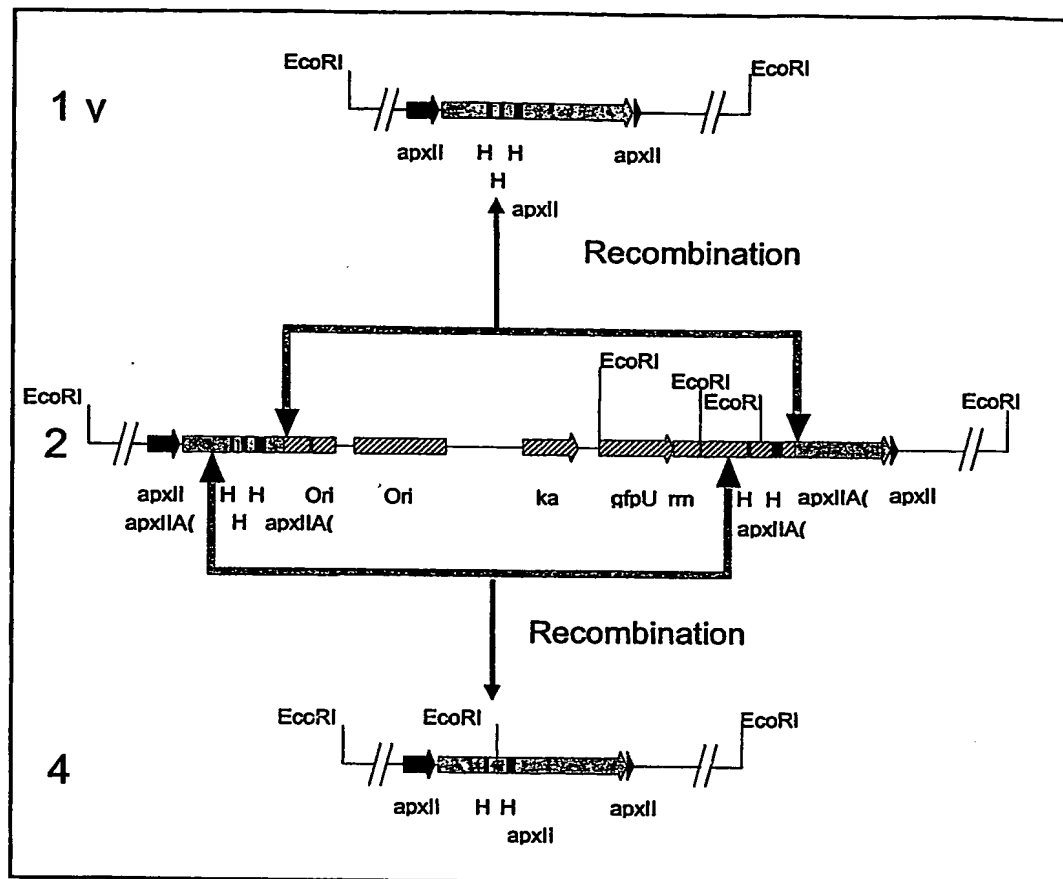 EcoRI EcoRI
1 v
apxII H H apxII
H
apxII
Recombination
EcoRI
EcoRI EcoRI EcoRI
EcoRI
2
apxII H H Ori Ori ka gfpU rm H H apxIIA( apxII
apxIIA( H apxIIA( apxIIA(
Recombination
EcoRI EcoRI EcoRI
4
apxII H H apxII
apxII